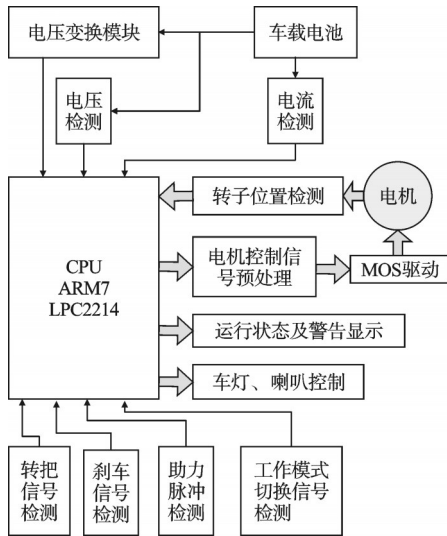 电压变换模块
车载电池
电压
检测
电流
检测
转子位置检测
电机
CPU
ARM7
LPC2214
电机控制信
号预处理
MOS驱动
运行状态及警告显示
车灯、喇叭控制
转把
信号
检测
刹车
信号
检测
助力
脉冲
检测
工作模式
切换信号
检测